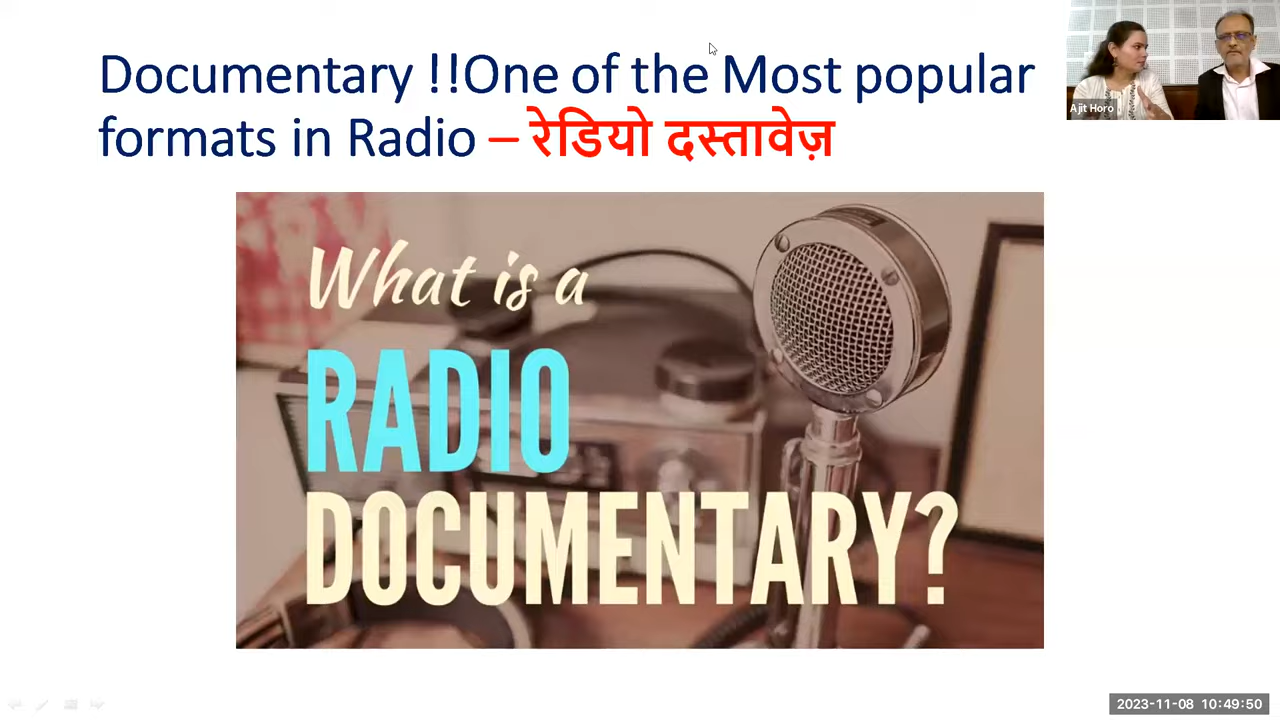 Documentary !!One of the Most popular
formats in Radio – रेडियो दस्तावेज़
Ajit Horo
What is a
RADIO
DOCUMENTARY?
2023-11-08 10:49:50